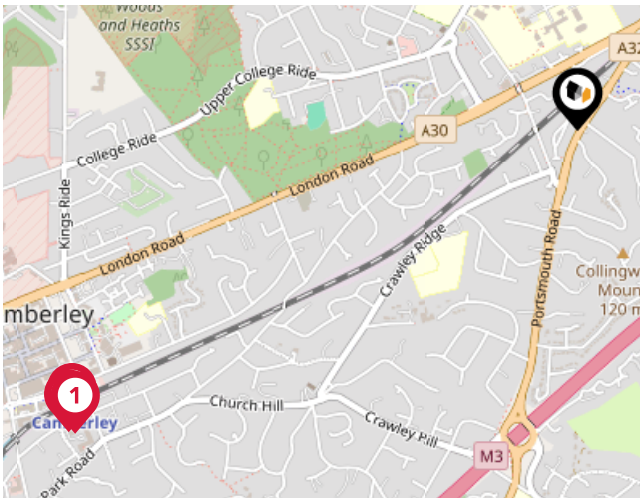 Woods
and Heaths
SSSI
A32
Upper College Ride
A30
College Ride
London Road
Kings Ride
London Road
Crawley Ridge
Portsmouth Road
Collingw
Moun
120 m
mberley
1
Camberley
Church Hill
Crawley Hill
Park Road
M3